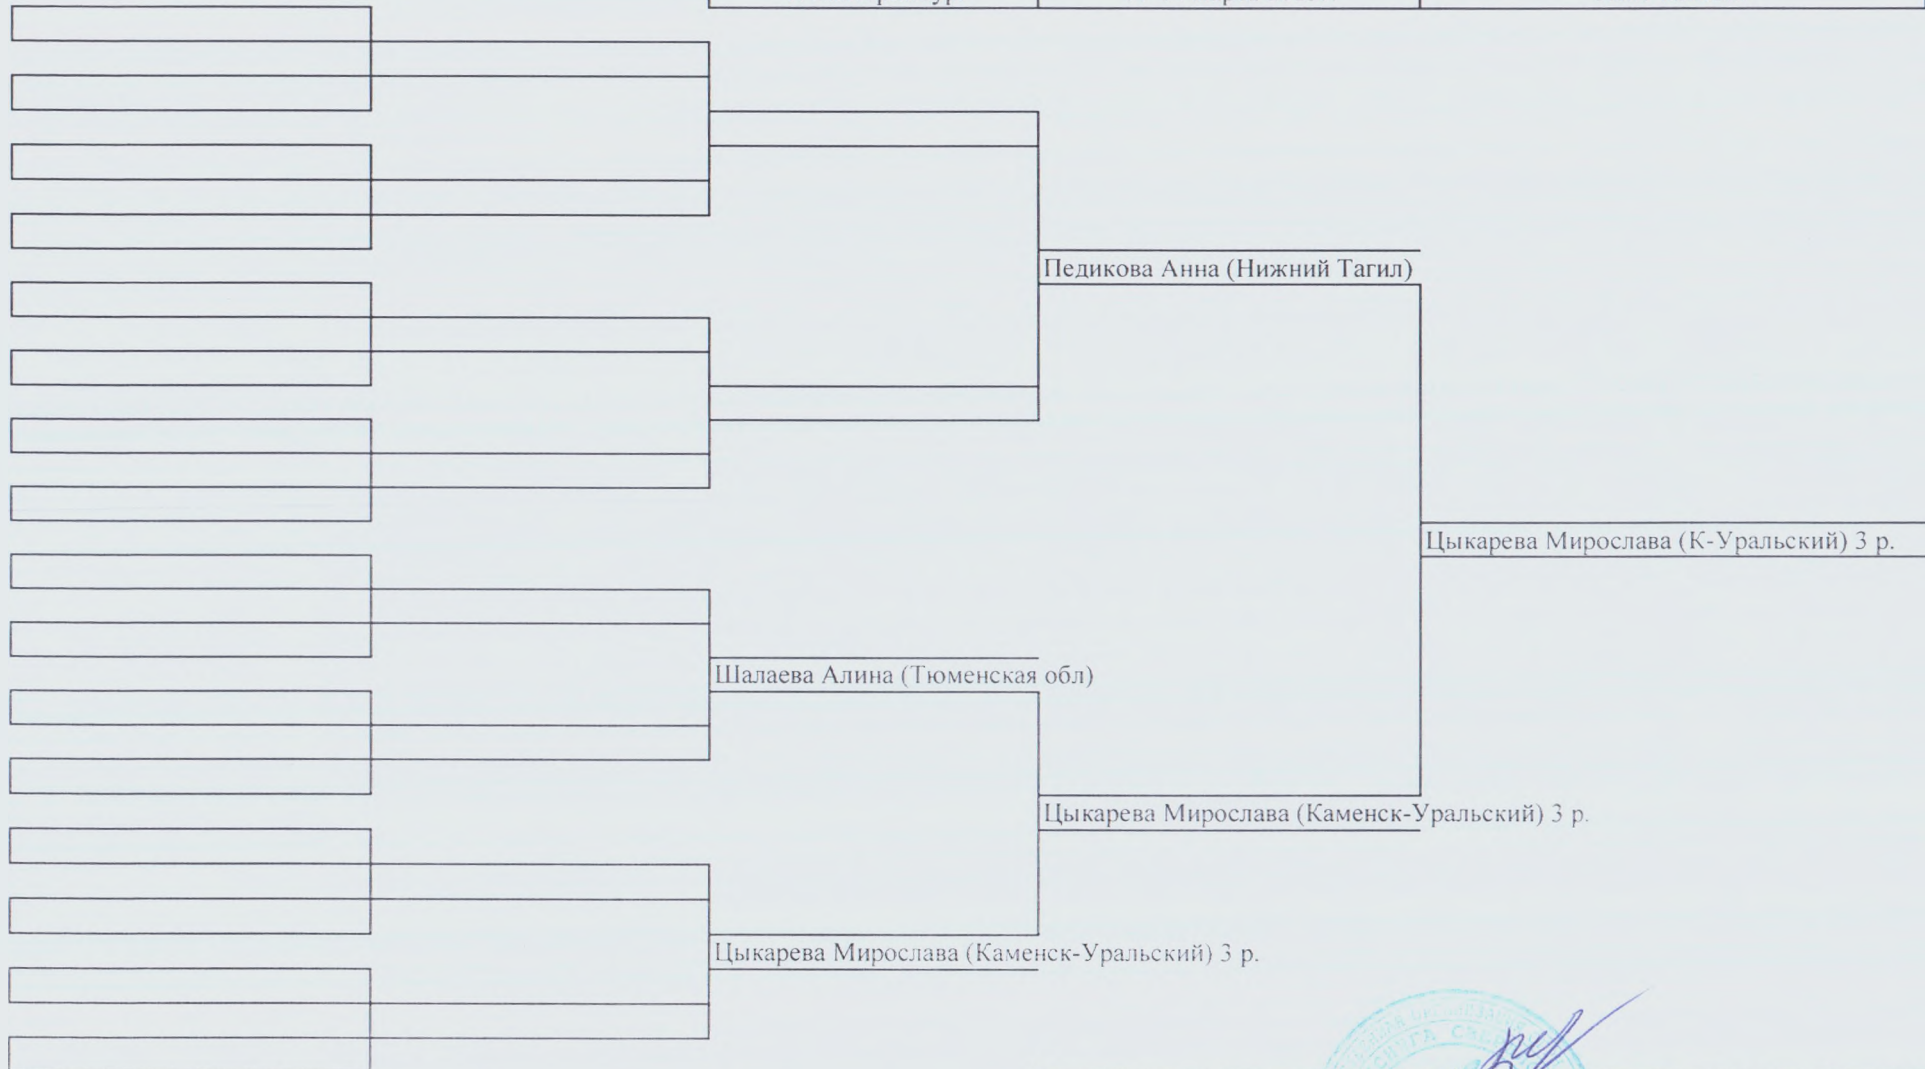 Педикова Анна (Нижний Тагил)
Цыкарева Мирослава (К-Уральский) 3 р.
Шалаева Алина (Тюменская обл)
Цыкарева Мирослава (Каменск-Уральский) 3 р.
Цыкарева Мирослава (Каменск-Уральский) 3 р.